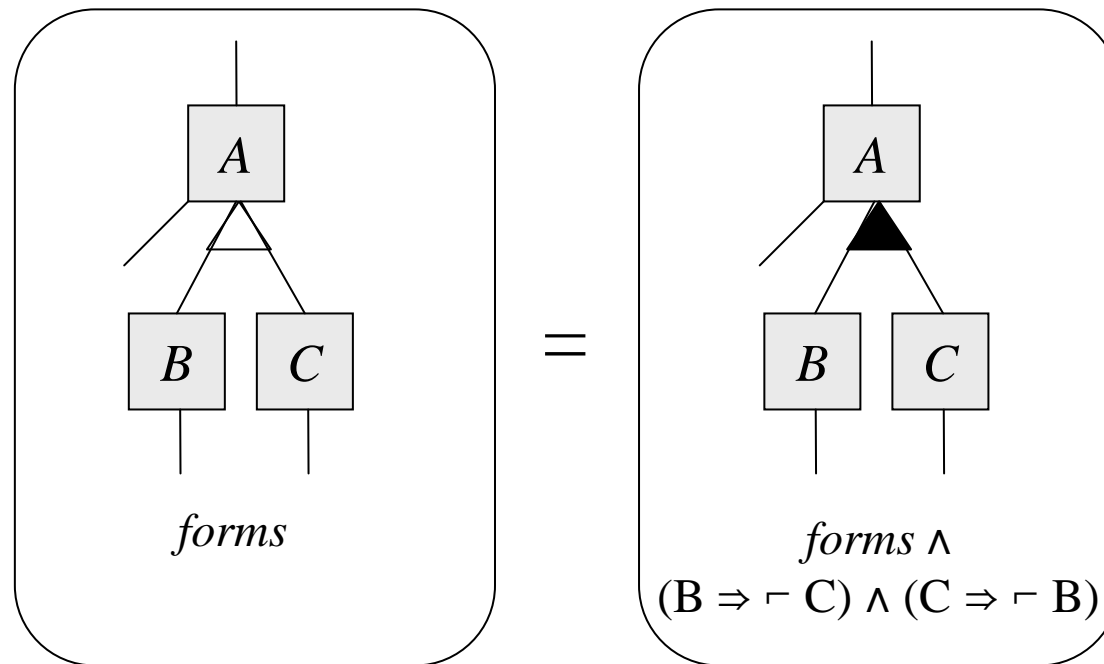 A
B
C
forms
=
A
B
C
forms ∧
(B ⇒ ¬ C) ∧ (C ⇒ ¬ B)